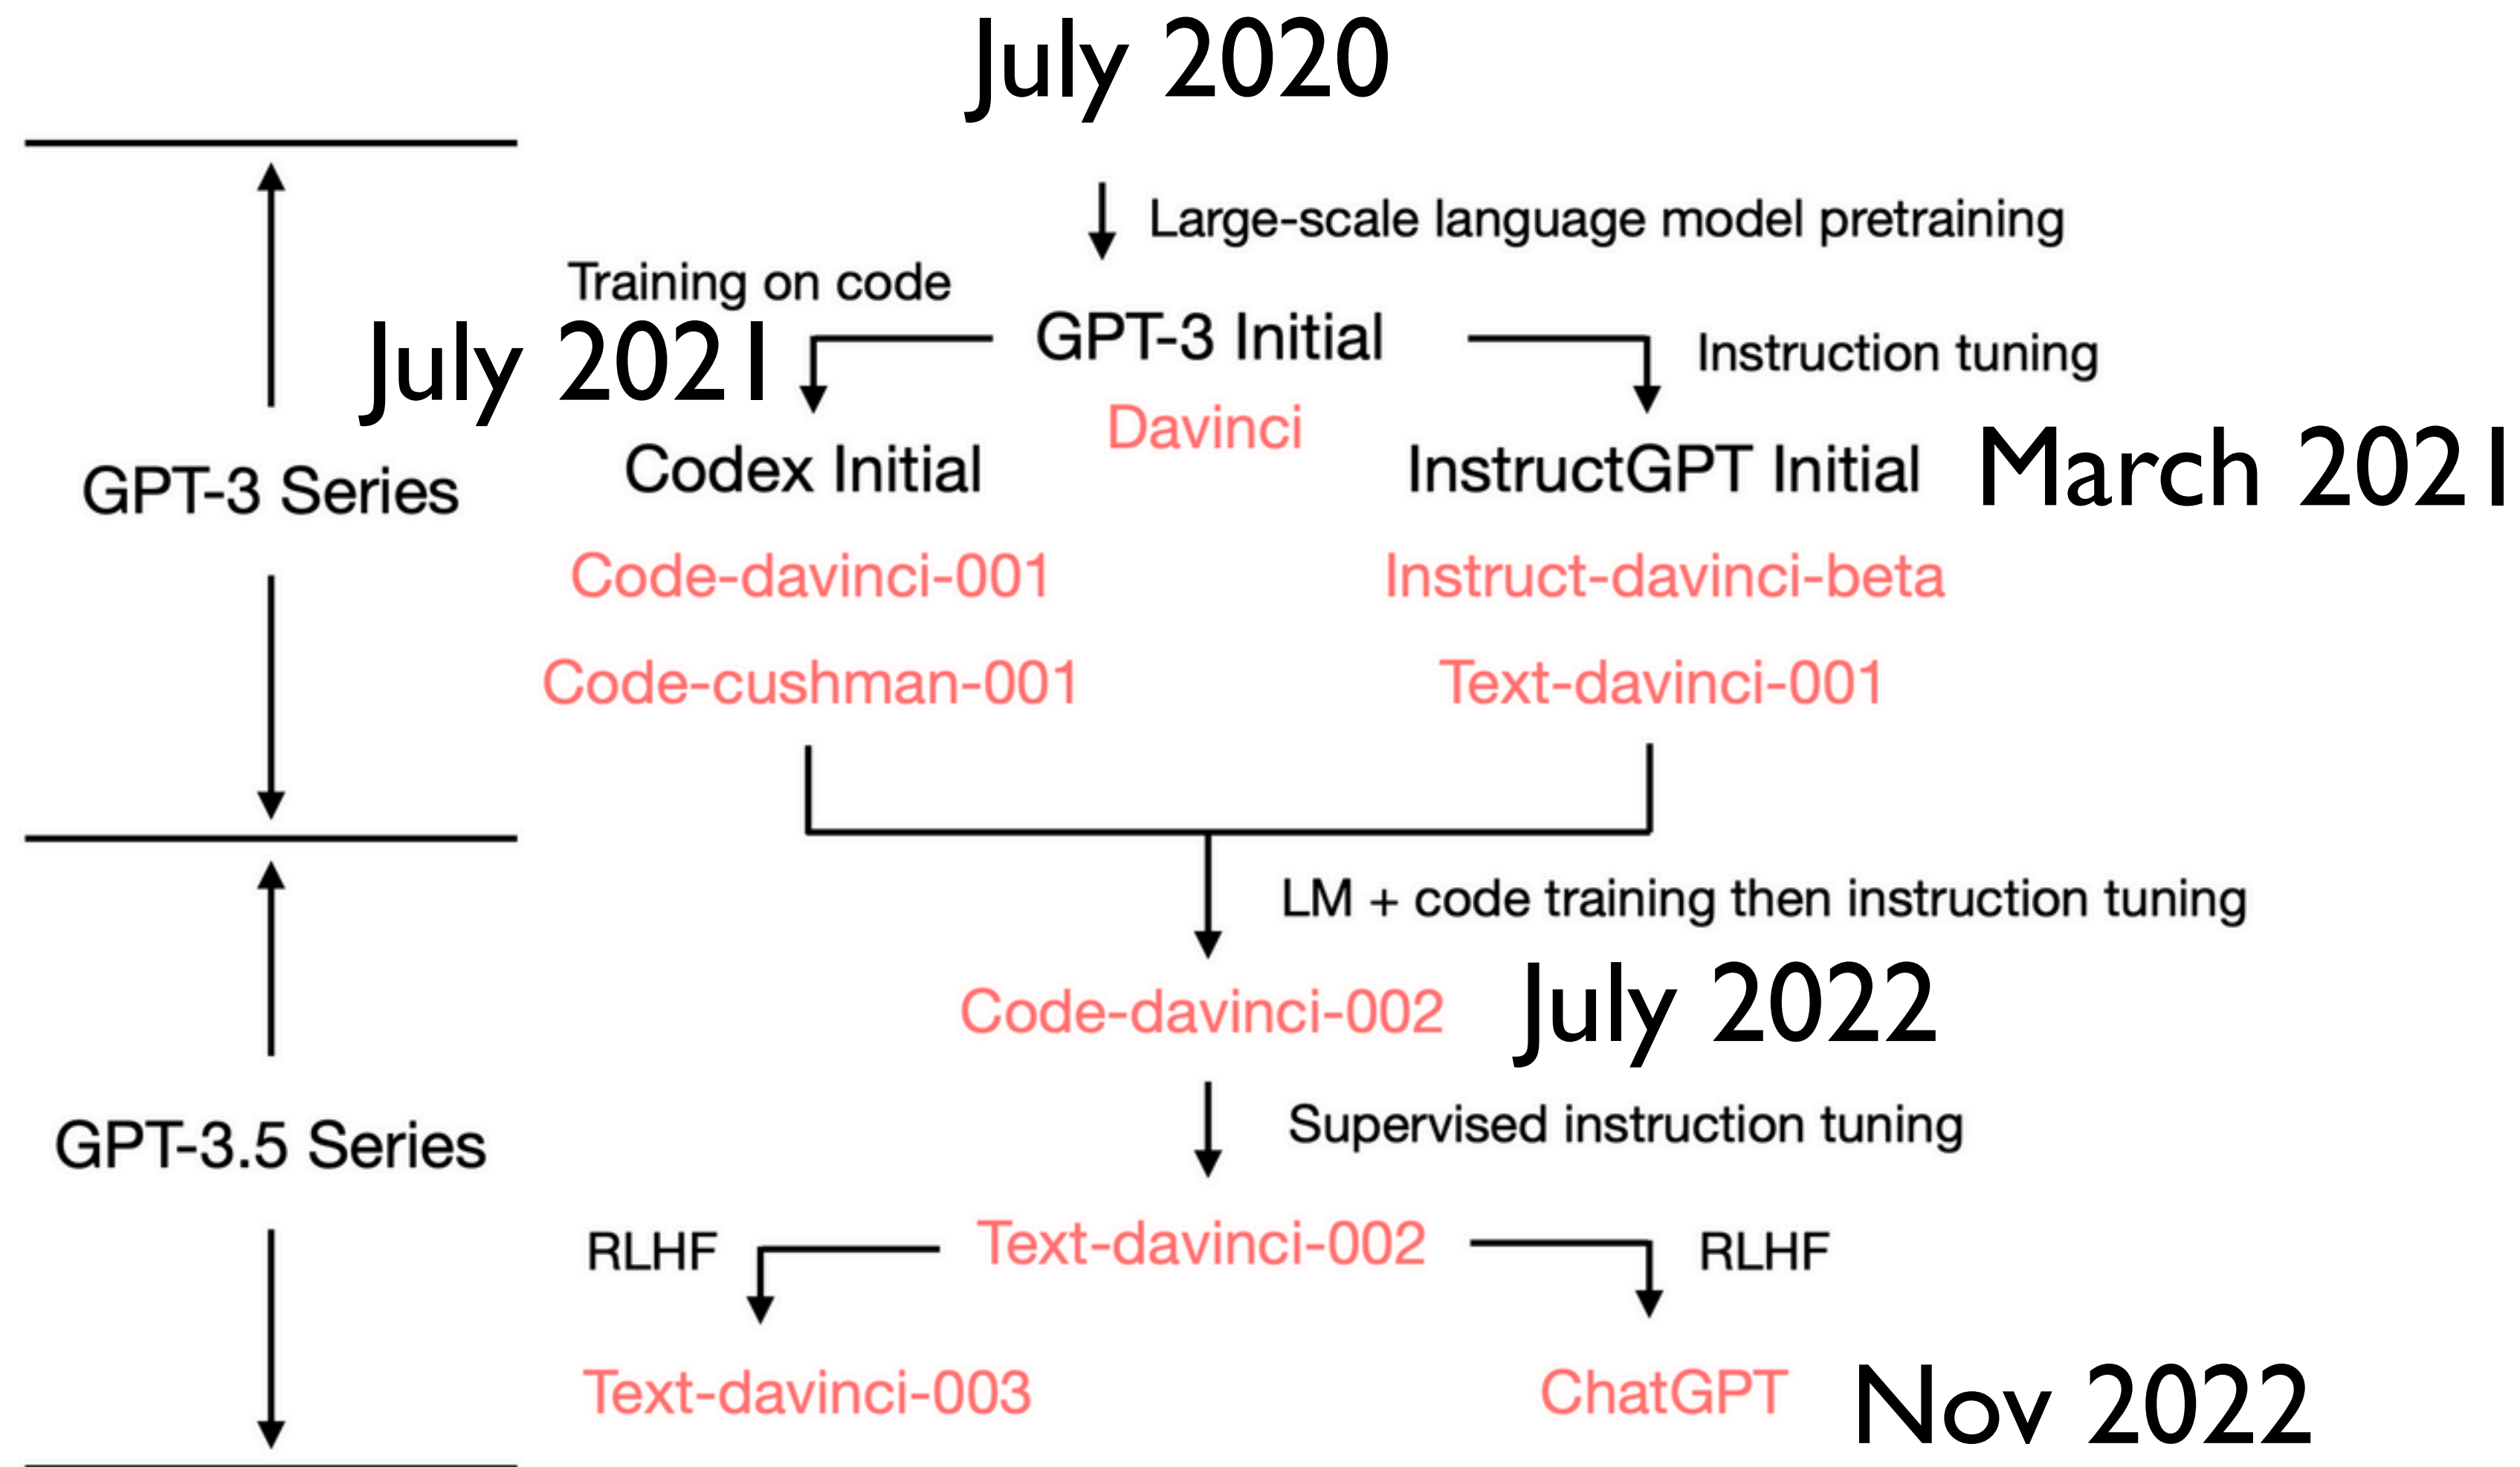 July 2020
Large-scale language model pretraining
Training on code
GPT-3 Initial
Instruction tuning
July 2021
Davinci
Codex Initial
InstructGPT Initial
March 2021
GPT-3 Series
Code-davinci-001
Instruct-davinci-beta
Code-cushman-001
Text-davinci-001
LM + code training then instruction tuning
Code-davinci-002
July 2022
Supervised instruction tuning
GPT-3.5 Series
RLHF
Text-davinci-002
RLHF
Text-davinci-003
ChatGPT
Nov 2022